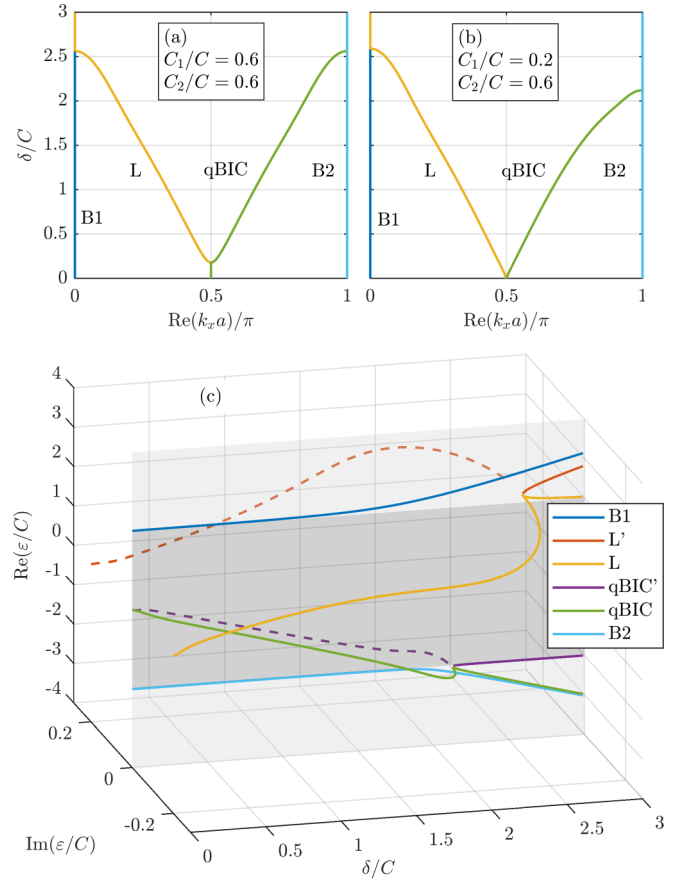 (a)
C₁/C = 0.6
C₂/C = 0.6
(b)
C₁/C = 0.2
C₂/C = 0.6
3
2.5
2
1.5
1
0.5
0
δ/C
L
qBIC
B2
B1
L
qBIC
B2
B1
0
0.5
1
0
0.5
1
Re(kₓa)/π
Re(kₓa)/π
(c)
4
3
2
1
0
-1
-2
-3
-4
Re(ε/C)
B1
L'
L
qBIC'
qBIC
B2
0.2
0
-0.2
Im(ε/C)
0
0.5
1
1.5
2
2.5
3
δ/C